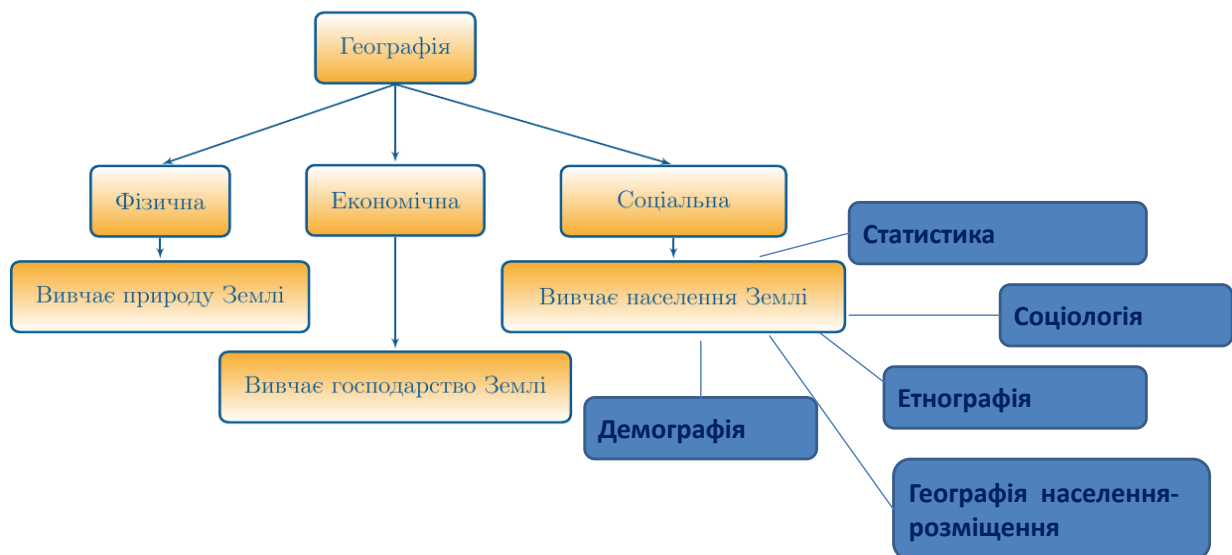 Географія
Фізична
Економічна
Соціальна
Статистика
Вивчає природу Землі
Вивчає населення Землі
Соціологія
Вивчає господарство Землі
Етнографія
Демографія
Географія населення-
розміщення